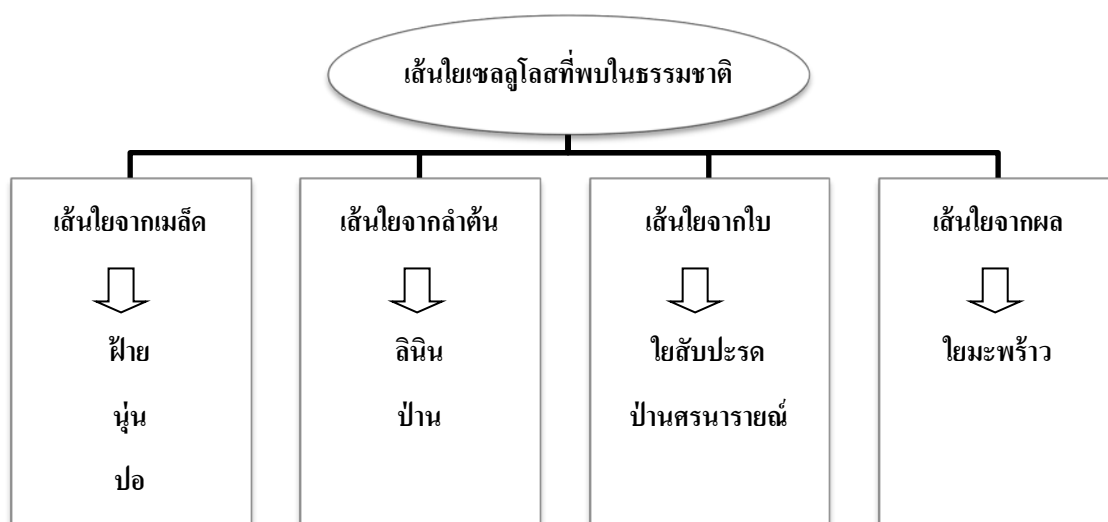 เส้นใยเซลลูโลสที่พบในธรรมชาติ
เส้นใยจากเมล็ด
ฝ้าย
นุ่น
ปอ
เส้นใยจากลำต้น
ลินิน
ป่าน
เส้นใยจากใบ
ใยสับปะรด
ป่านศรนารายณ์
เส้นใยจากผล
ใยมะพร้าว